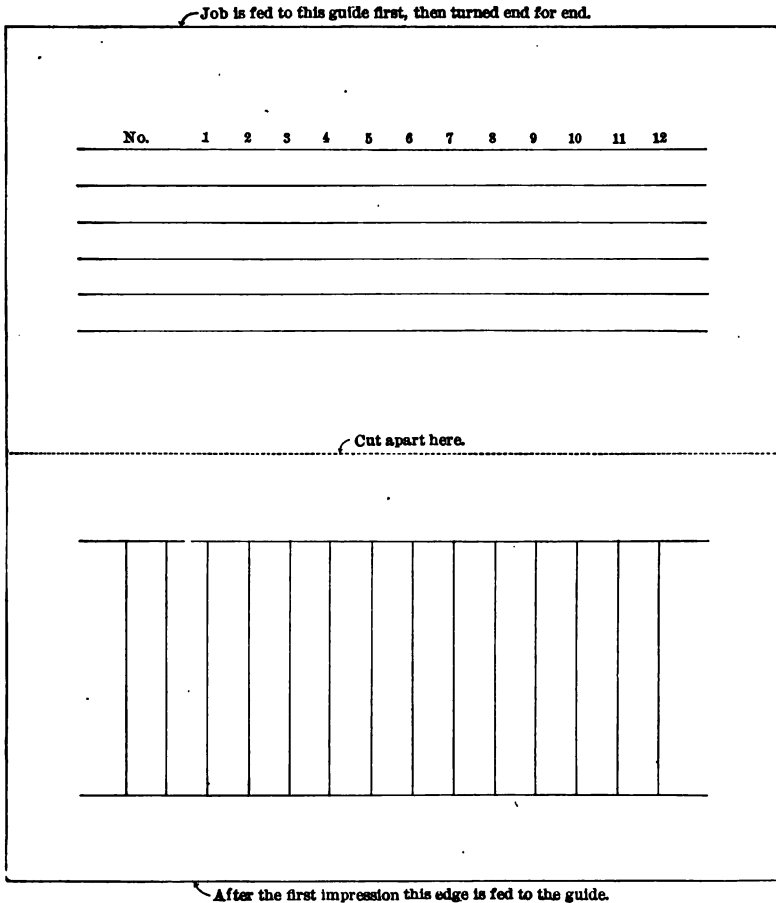 Job is fed to this guide first, then turned end for end.
No. 1 2 3 4 5 6 7 8 9 10 11 12
Cut apart here.
After the first impression this edge is fed to the guide.